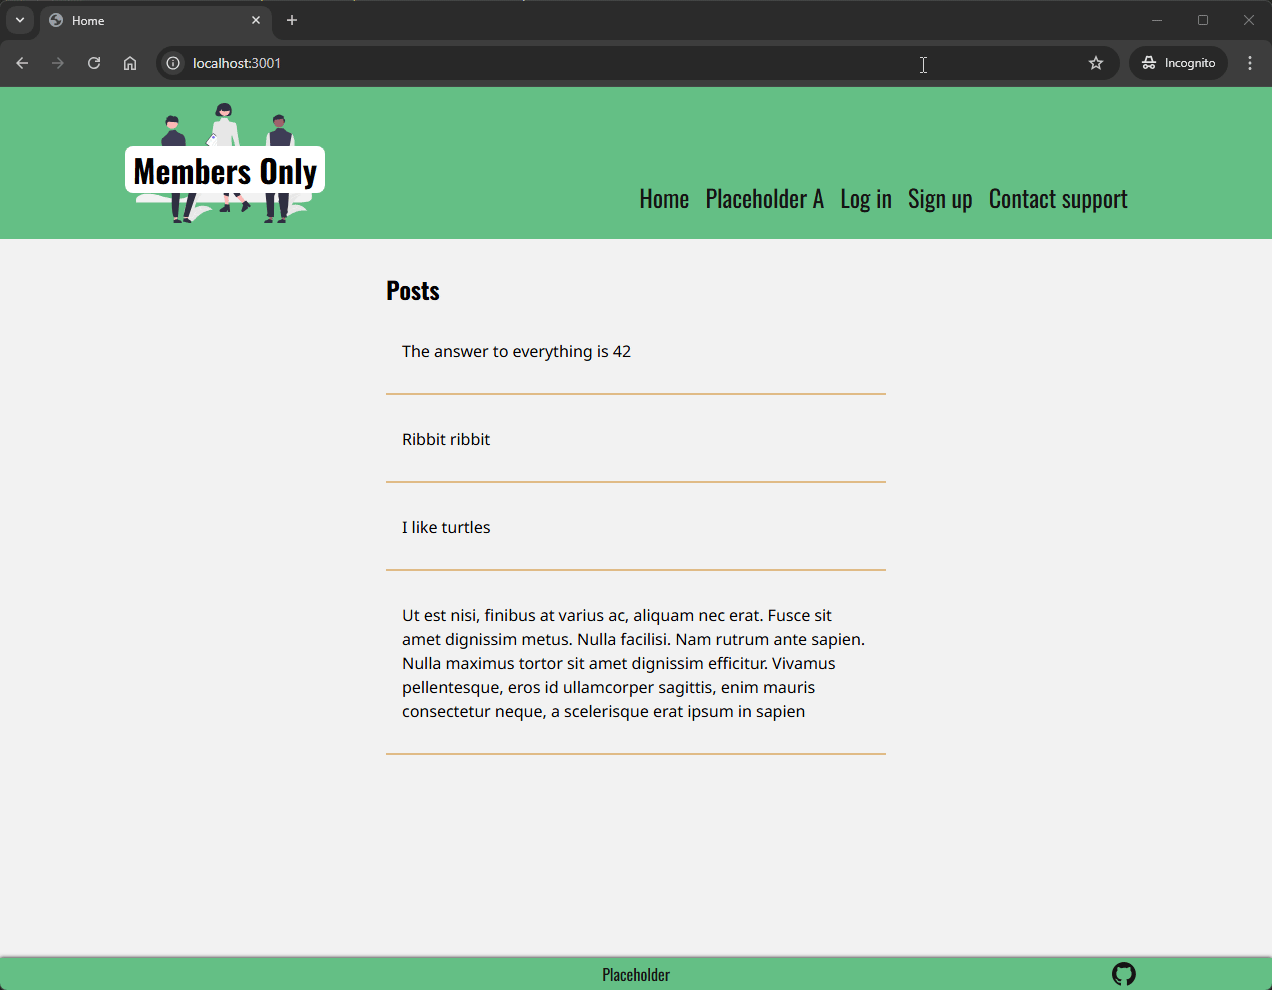 Home
localhost:3001
Incognito
Members Only
Home Placeholder A Log in Sign up Contact support
Posts
The answer to everything is 42
Ribbit ribbit
I like turtles
Ut est nisi, finibus at varius ac, aliquam nec erat. Fusce sit
amet dignissim metus. Nulla facilisi. Nam rutrum ante sapien.
Nulla maximus tortor sit amet dignissim efficitur. Vivamus
pellentesque, eros id ullamcorper sagittis, enim mauris
consectetur neque, a scelerisque erat ipsum in sapien
Placeholder